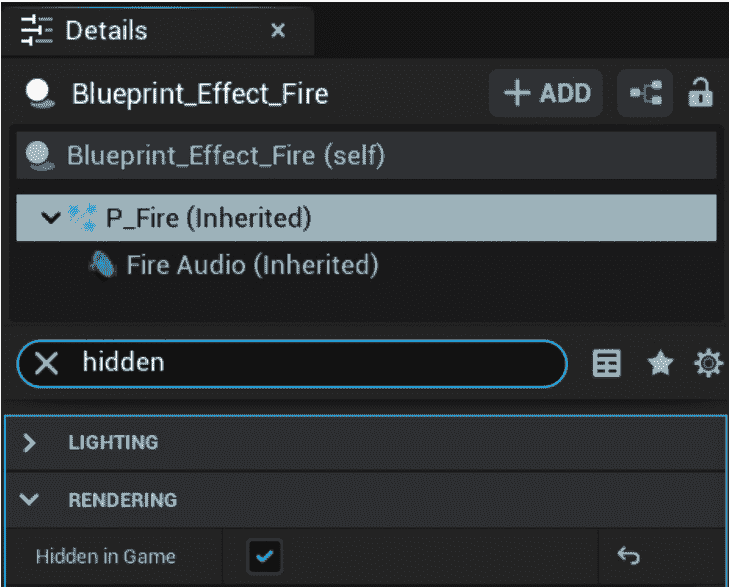 Details
Blueprint_Effect_Fire
+ ADD
Blueprint_Effect_Fire (self)
P_Fire (Inherited)
Fire Audio (Inherited)
hidden
LIGHTING
RENDERING
Hidden in Game